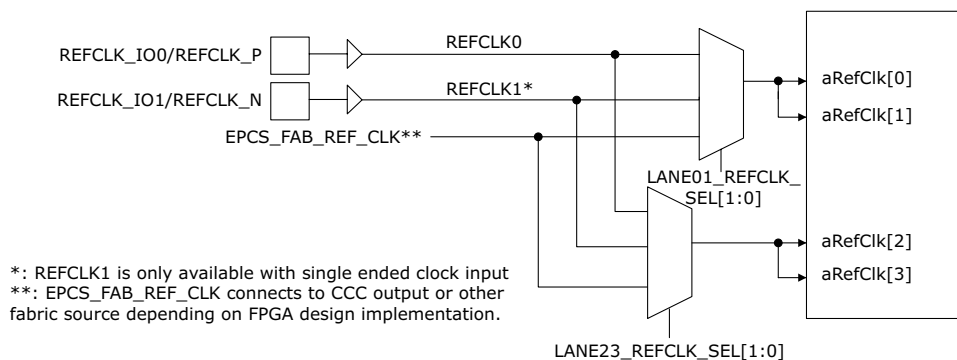 REFCLK_IO0/REFCLK_P
REFCLK0
REFCLK_IO1/REFCLK_N
REFCLK1*
EPCS_FAB_REF_CLK**
aRefClk[0]
aRefClk[1]
LANE01_REFCLK_
SEL[1:0]
aRefClk[2]
aRefClk[3]
*: REFCLK1 is only available with single ended clock input
**: EPCS_FAB_REF_CLK connects to CCC output or other
fabric source depending on FPGA design implementation.
LANE23_REFCLK_SEL[1:0]